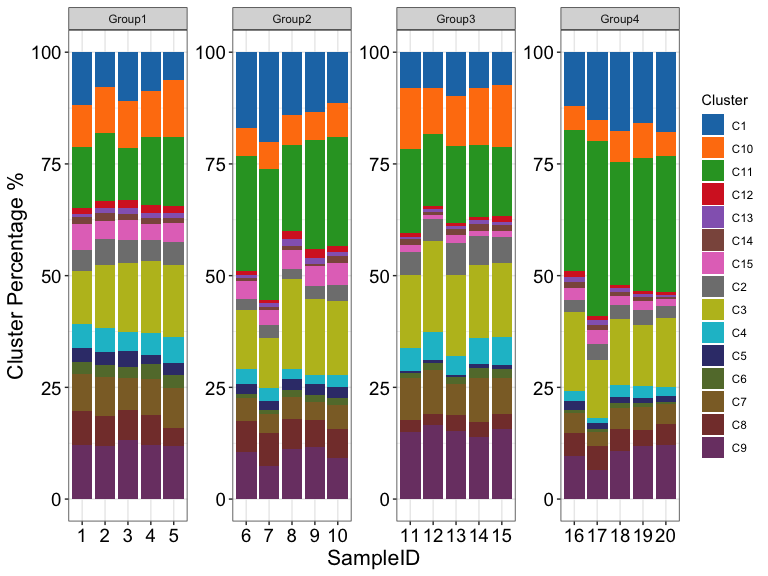 Group1 Group2 Group3 Group4
100 100 100 100
75 75 75 75
50 50 50 50
25 25 25 25
0 0 0 0
Cluster Percentage %
1 2 3 4 5 6 7 8 9 10 11 12 13 14 15 16 17 18 19 20
SampleID
Cluster
C1
C10
C11
C12
C13
C14
C15
C2
C3
C4
C5
C6
C7
C8
C9